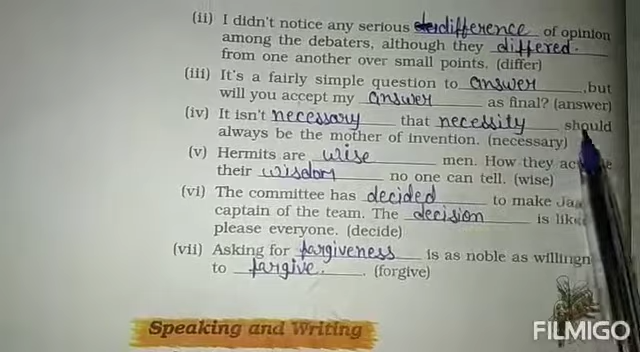 (ii) I didn't notice any serious difference of opinion
among the debaters, although they differed.
from one another over small points. (differ)
(iii) It's a fairly simple question to answer, but
will you accept my answer as final? (answer)
(iv) It isn't necessary that necessity should
always be the mother of invention. (necessary)
(v) Hermits are wise men. How they
their wisdom no one can tell. (wise)
(vi) The committee has decided to make
captain of the team. The decision is
please everyone. (decide)
(vii) Asking for forgiveness is as noble as
to forgive. (forgive)
Speaking and Writing
FILMIGO